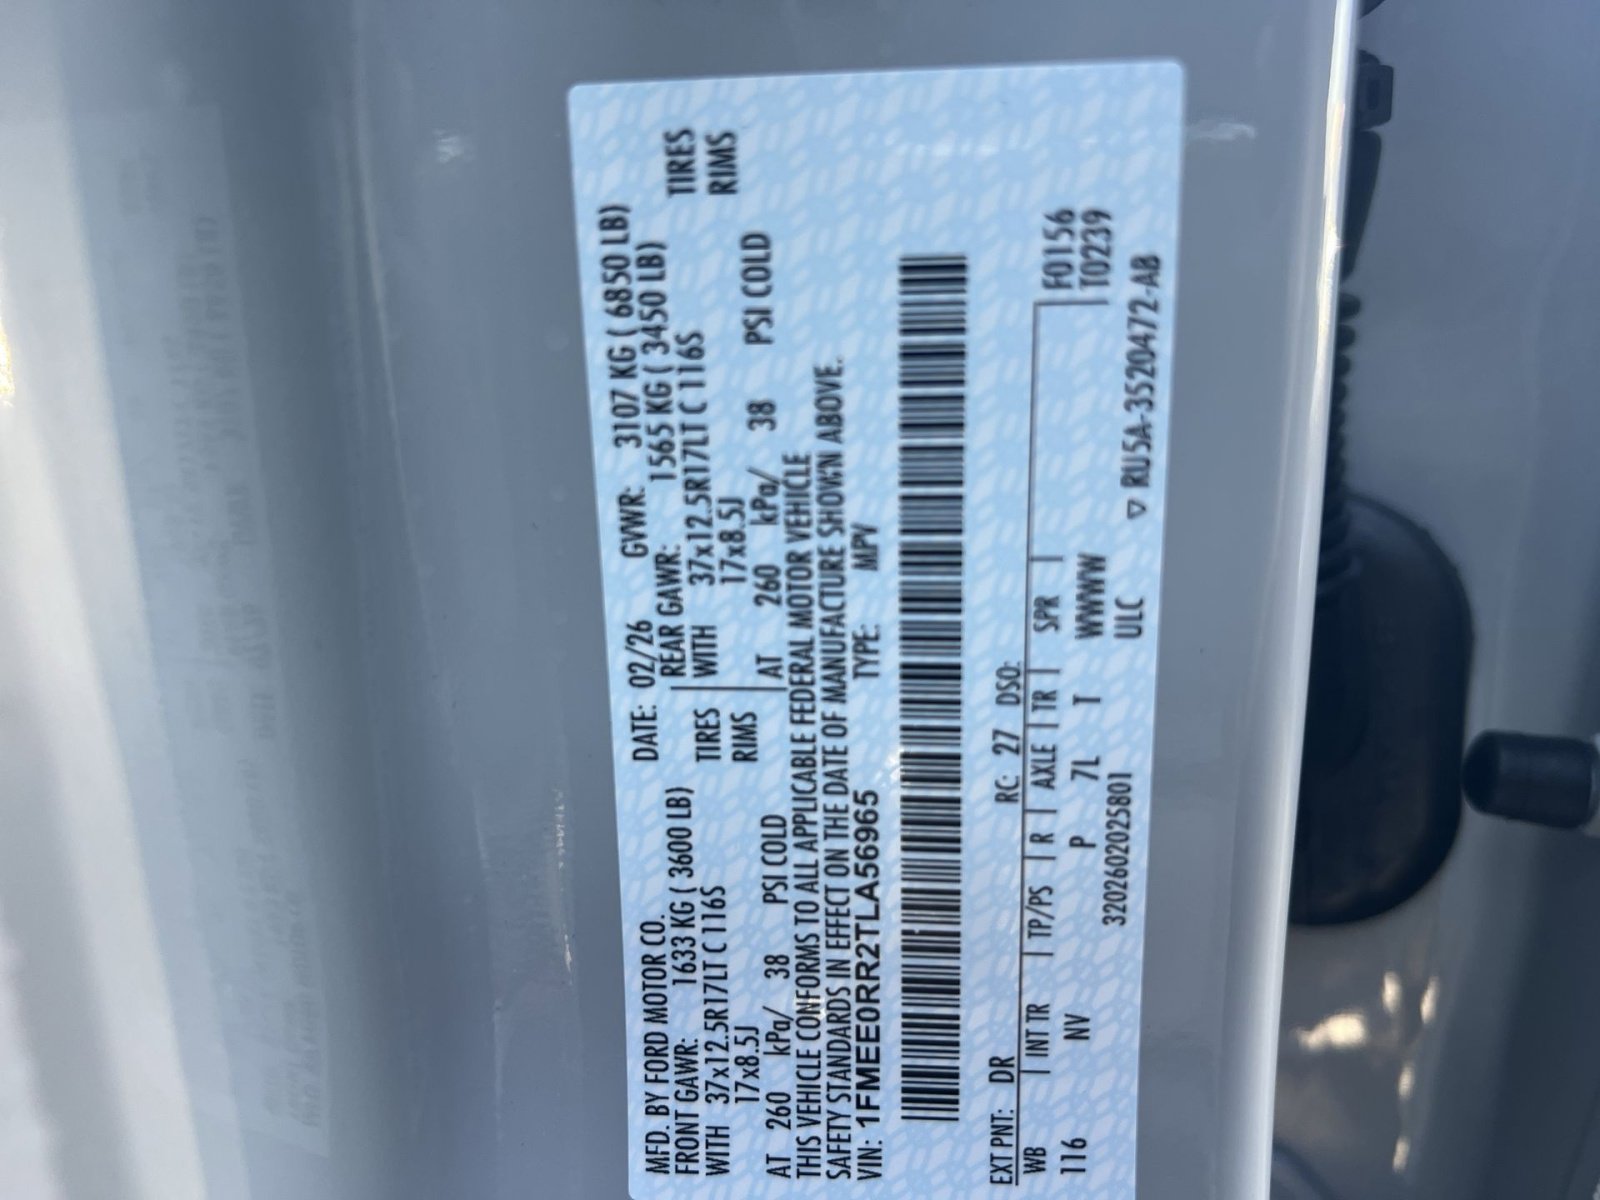 MFD. BY FORD MOTOR CO. DATE: 02/26 GVWR: 3107 KG ( 6850 LB)
FRONT GAWR: 1633 KG ( 3600 LB) REAR GAWR: 1565 KG ( 3450 LB)
WITH 37x12.5R17LT C 116S TIRES WITH 37x12.5R17LT C 116S TIRES
17x8.5J RIMS 17x8.5J RIMS
AT 260 kPa/ 38 PSI COLD AT 260 kPa/ 38 PSI COLD
THIS VEHICLE CONFORMS TO ALL APPLICABLE FEDERAL MOTOR VEHICLE
SAFETY STANDARDS IN EFFECT ON THE DATE OF MANUFACTURE SHOWN ABOVE.
VIN: 1FMEE0RR2TLA56965 TYPE: MPV
EXT PNT: DR RC: 27 DSO:
WB INT TR TP/PS R AXLE TR SPR F0156
116 NV P 7L T WWWW T0239
320260202580 1 ULC ▽ RU5A-3520472-AB